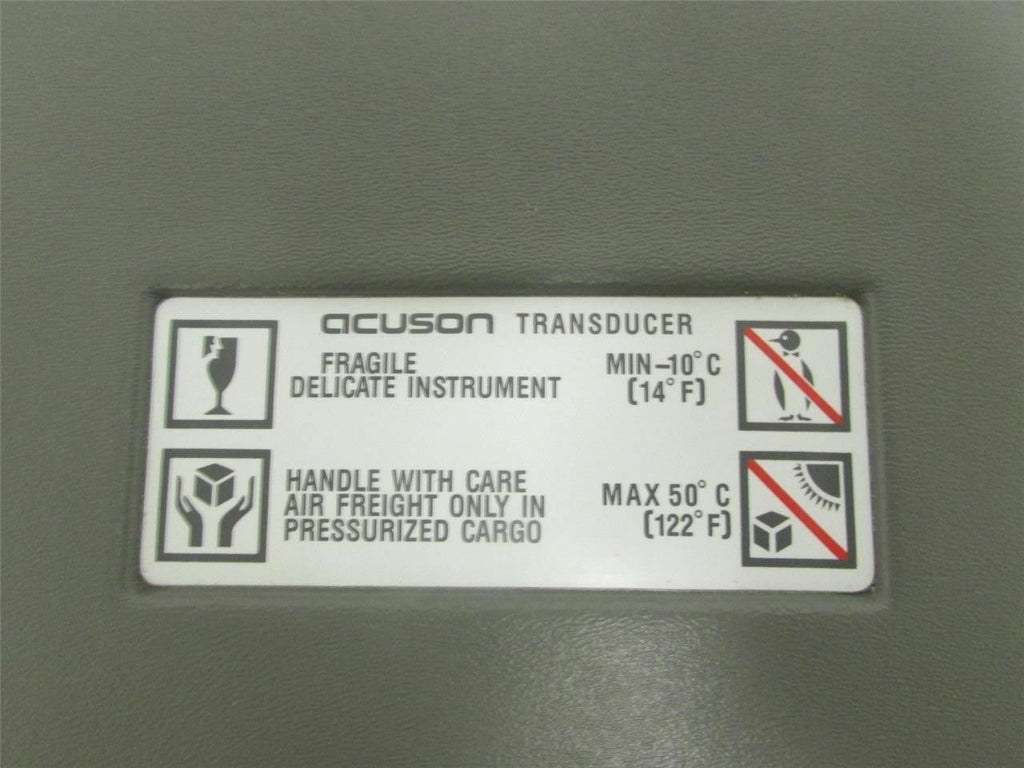 acuson TRANSDUCER
FRAGILE
DELICATE INSTRUMENT
MIN-10°C
(14°F)
HANDLE WITH CARE
AIR FREIGHT ONLY IN
PRESSURIZED CARGO
MAX 50°C
(122°F)